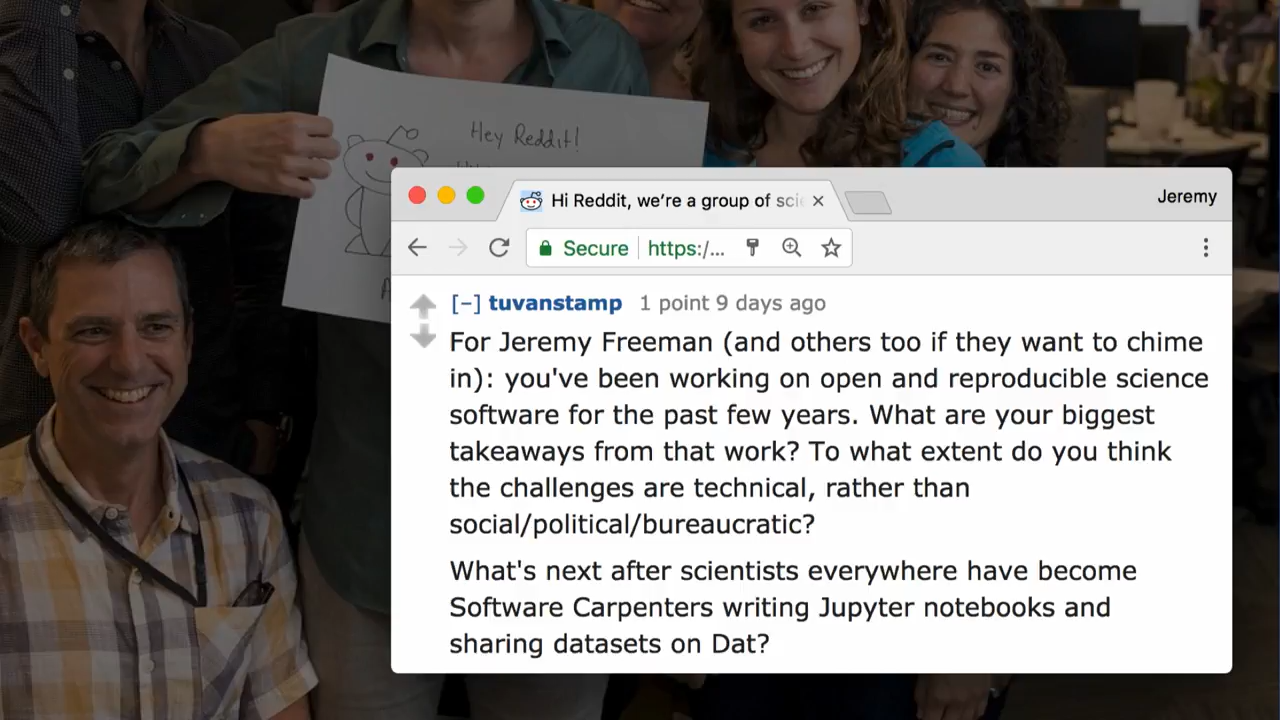 Hey Reddit!
Hi Reddit, we're a group of
Jeremy
Secure
https:/...
[–] tuvanstamp 1 point 9 days ago
For Jeremy Freeman (and others too if they want to chime
in): you've been working on open and reproducible science
software for the past few years. What are your biggest
takeaways from that work? To what extent do you think
the challenges are technical, rather than
social/political/bureaucratic?
What's next after scientists everywhere have become
Software Carpenters writing Jupyter notebooks and
sharing datasets on Dat?